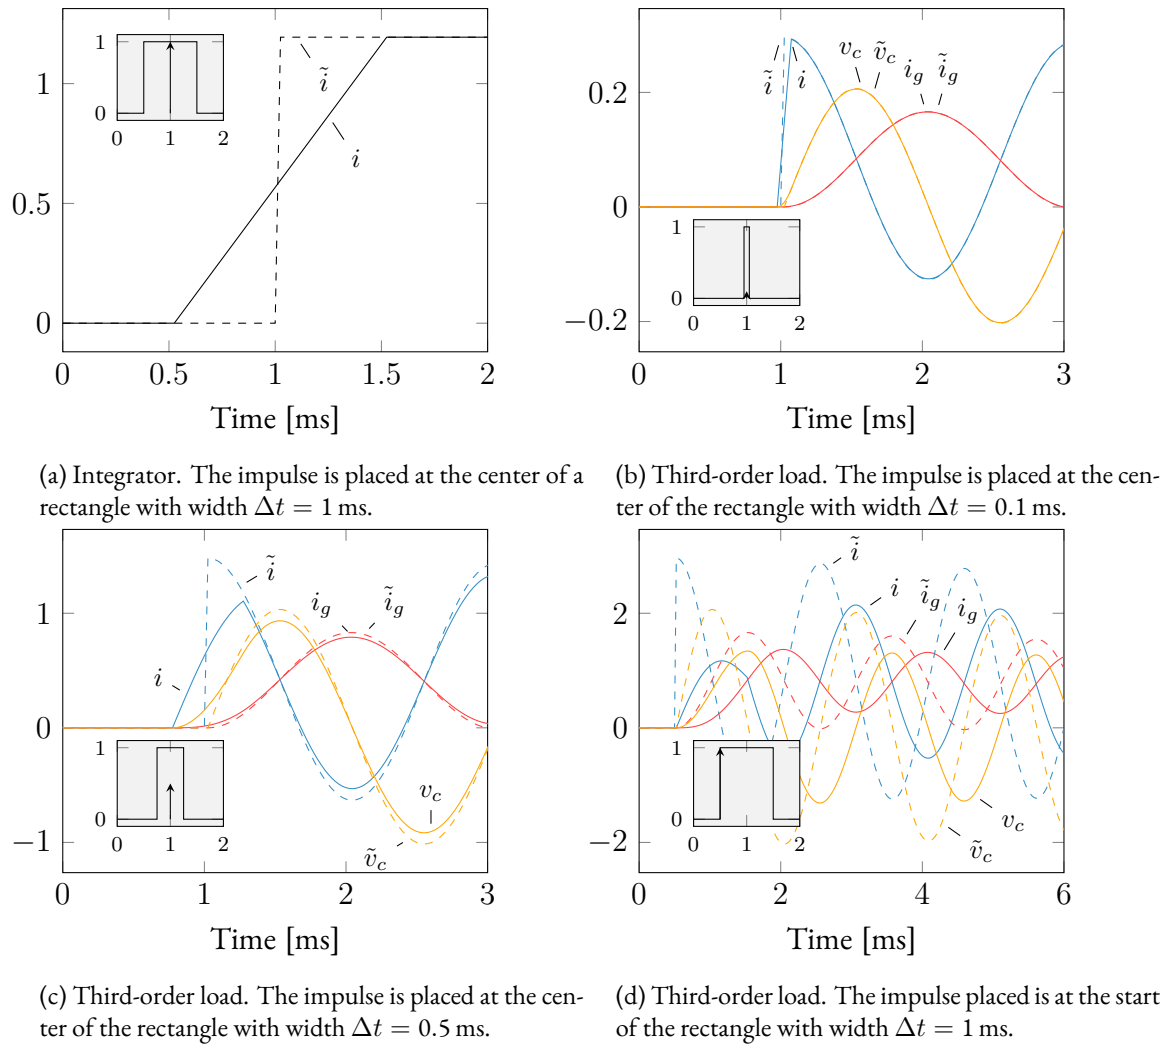 1
0
0 1 2
ĩ
i
1
0.5
0
0 0.5 1 1.5 2
Time [ms]
(a) Integrator. The impulse is placed at the center of a
rectangle with width Δt = 1 ms.
0.2
0
−0.2
ĩ i
v_c ṽ_c
i_g ĩ_g
1
0
0 1 2
0 1 2 3
Time [ms]
(b) Third-order load. The impulse is placed at the cen-
ter of the rectangle with width Δt = 0.1 ms.
1
0
−1
ĩ
i_g ĩ_g
i
v_c
ṽ_c
1
0
0 1 2
0 1 2 3
Time [ms]
(c) Third-order load. The impulse is placed at the cen-
ter of the rectangle with width Δt = 0.5 ms.
2
0
−2
ĩ
i ĩ_g i_g
v_c
ṽ_c
1
0
0 1 2
0 2 4 6
Time [ms]
(d) Third-order load. The impulse placed is at the start
of the rectangle with width Δt = 1 ms.